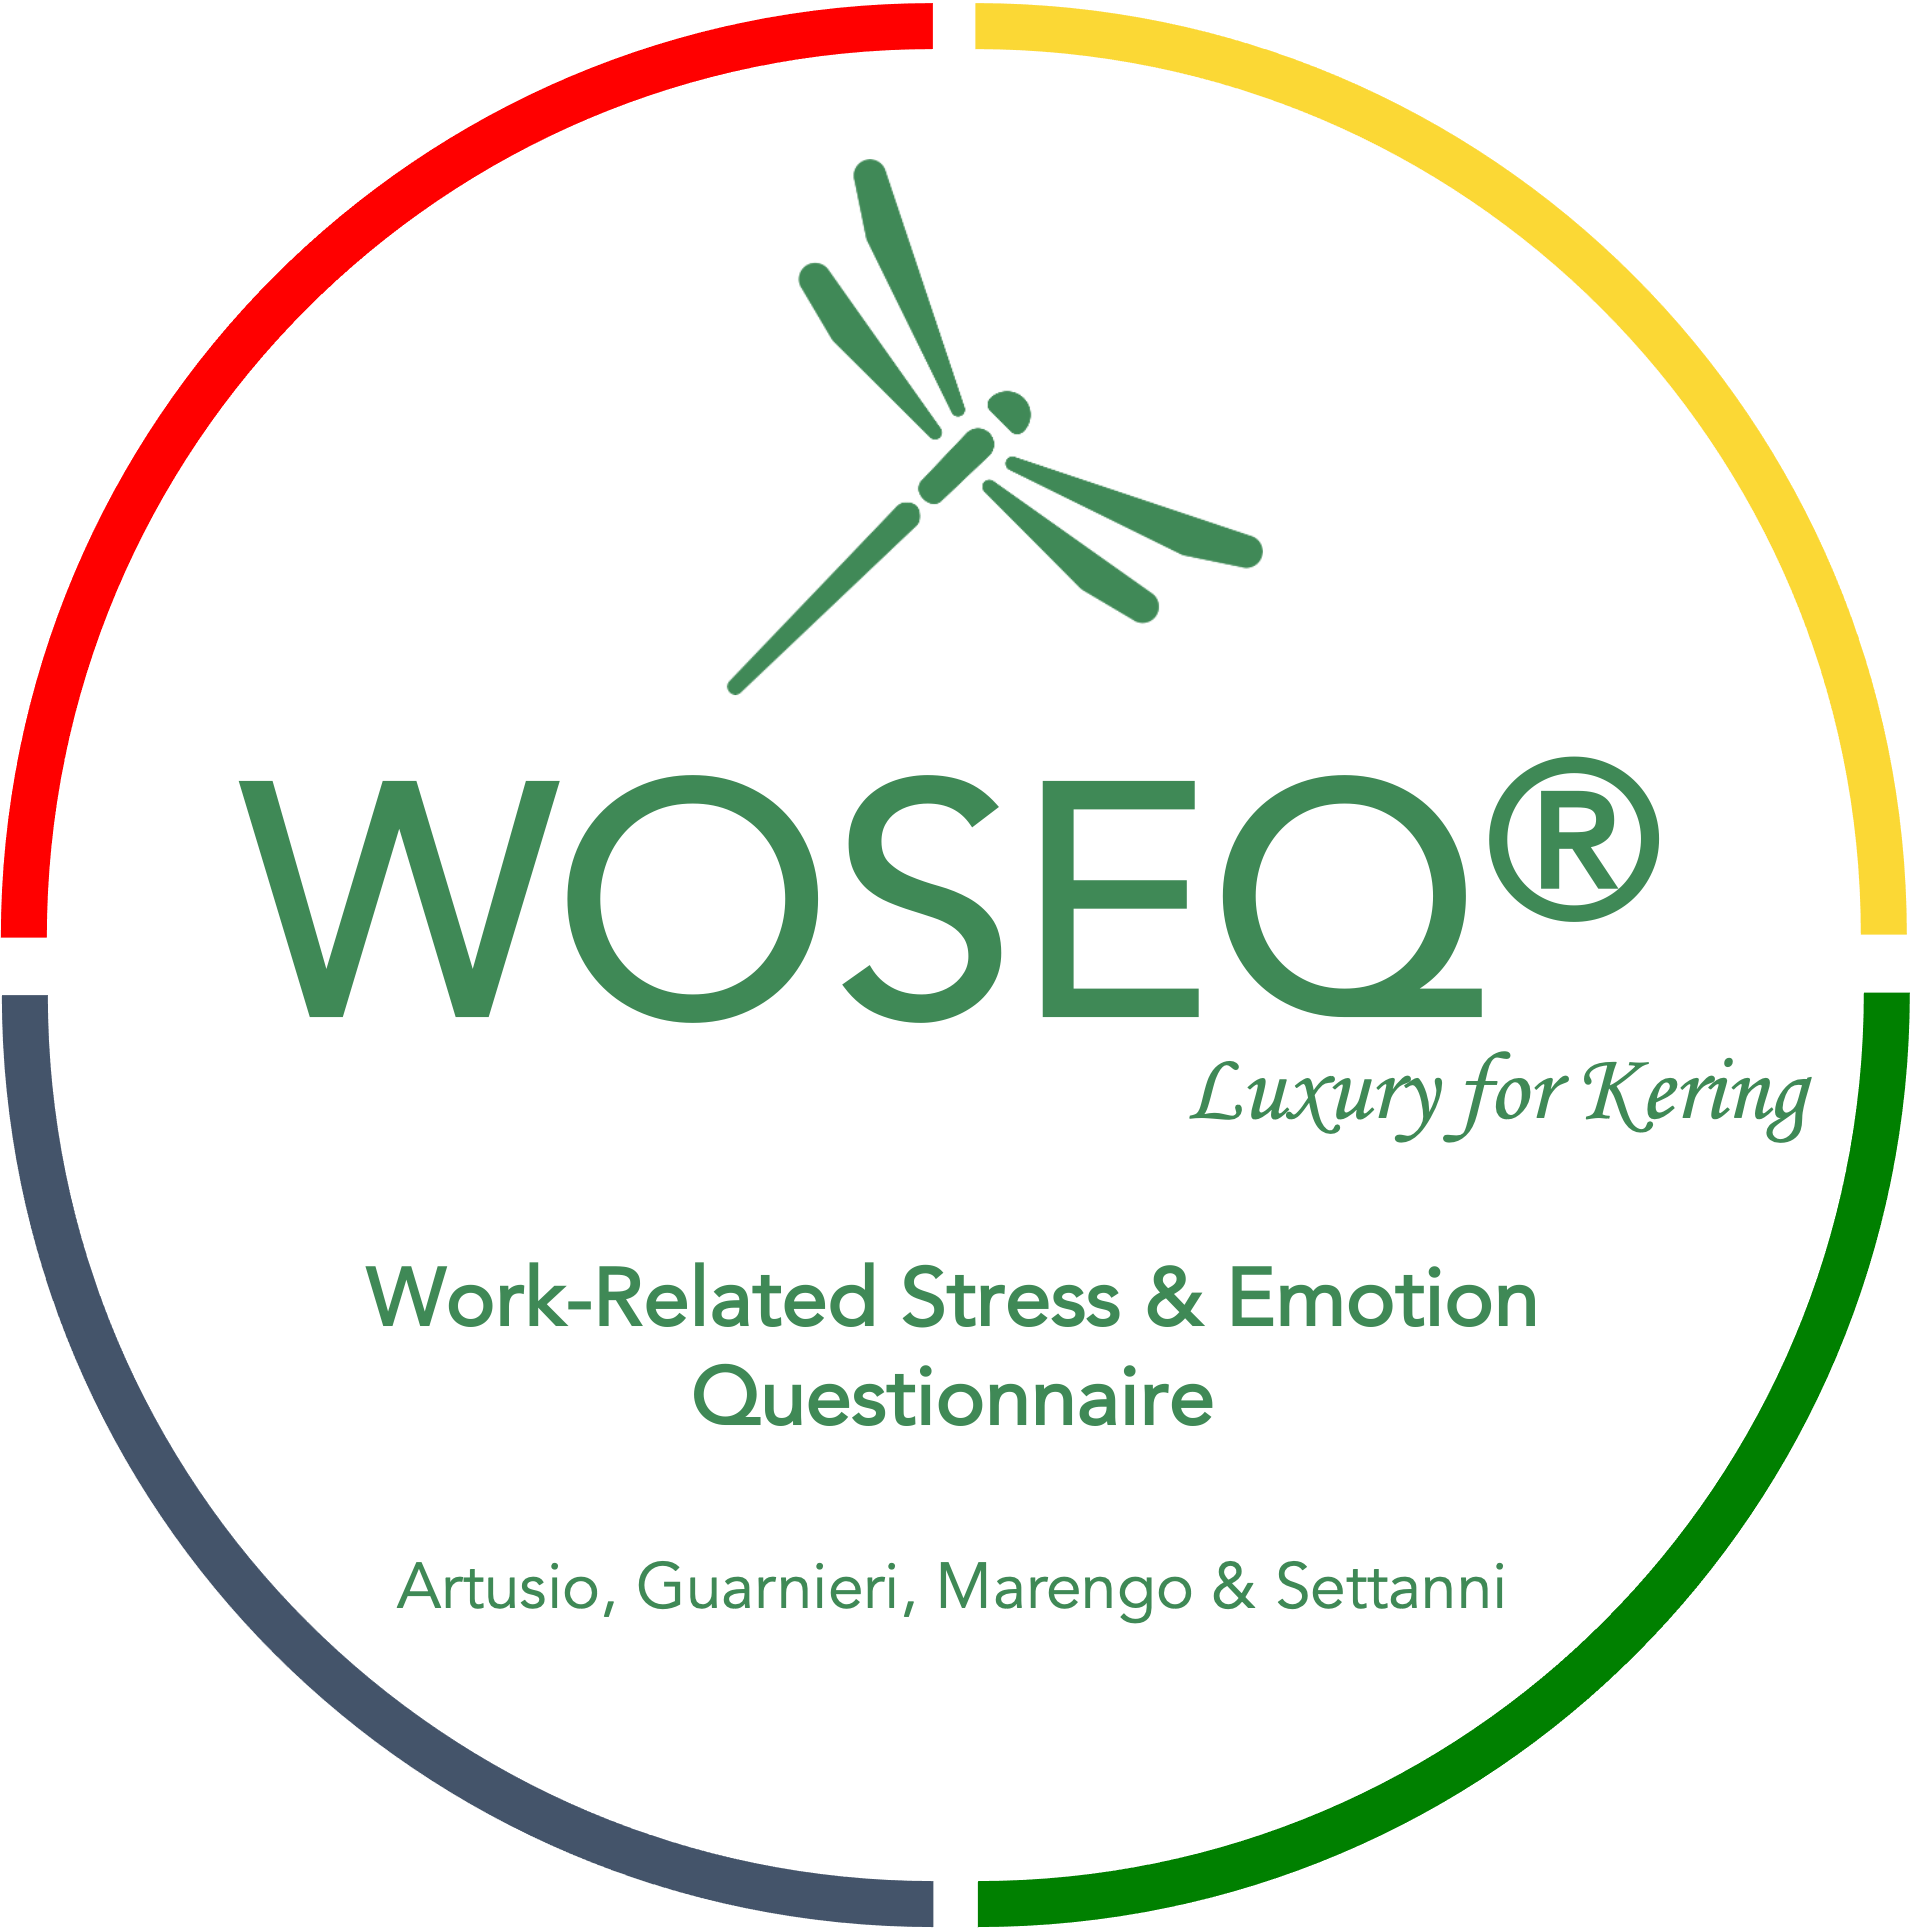 WOSEQ®
Luxury for Kering
Work-Related Stress & Emotion
Questionnaire
Artusio, Guarnieri, Marengo & Settanni